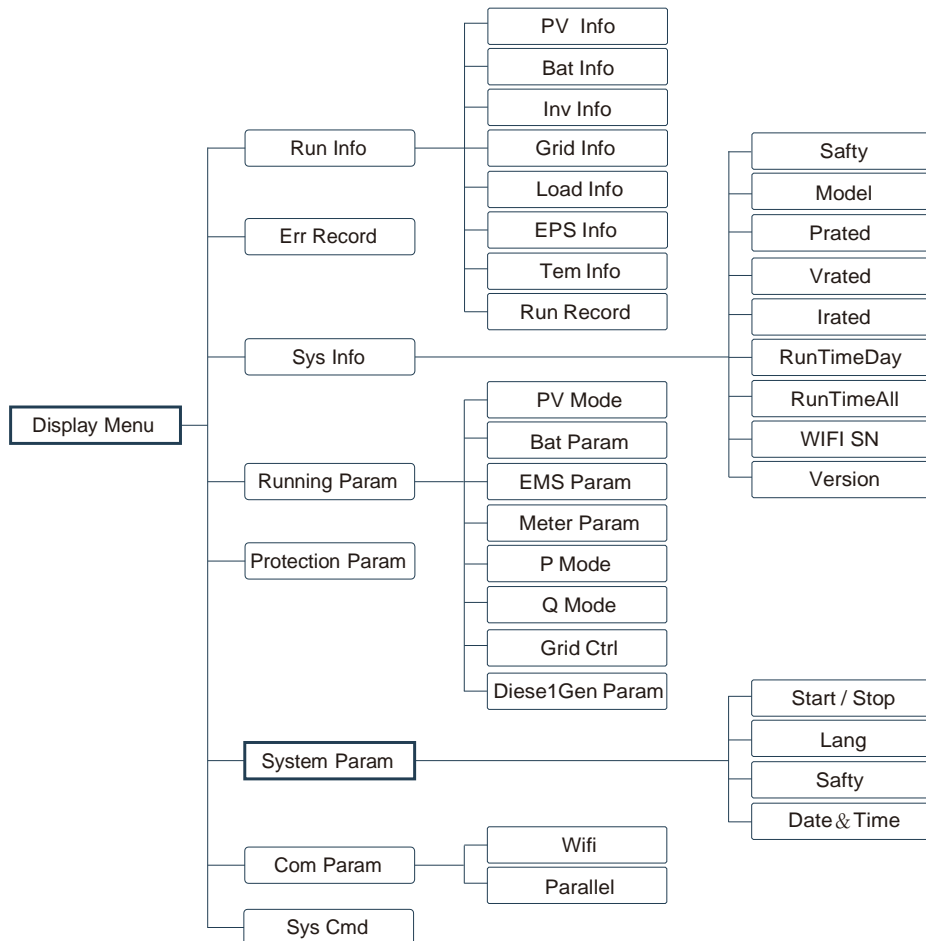 Display Menu
Run Info
PV Info
Bat Info
Inv Info
Grid Info
Load Info
EPS Info
Tem Info
Run Record
Err Record
Sys Info
Safty
Model
Prated
Vrated
Irated
RunTimeDay
RunTimeAll
WIFI SN
Version
Running Param
PV Mode
Bat Param
EMS Param
Meter Param
P Mode
Q Mode
Grid Ctrl
Diese1Gen Param
Protection Param
System Param
Start / Stop
Lang
Safty
Date&Time
Com Param
Wifi
Parallel
Sys Cmd